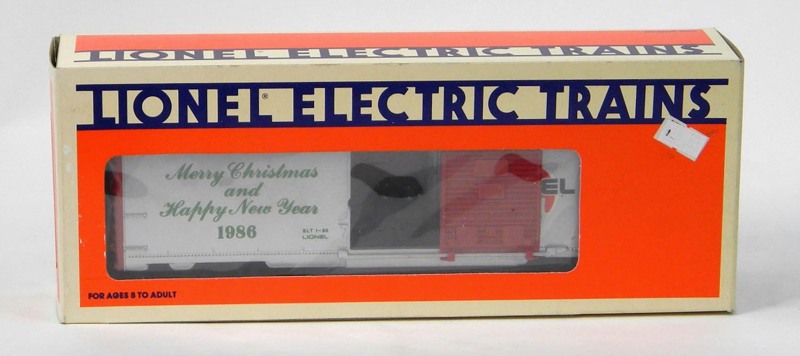 LIONEL ELECTRIC TRAINS
LIONEL® ELECTRIC TRAINS
Merry Christmas
and
Happy New Year
1986
BLT 1-86
LIONEL
EL
FOR AGES 8 TO ADULT